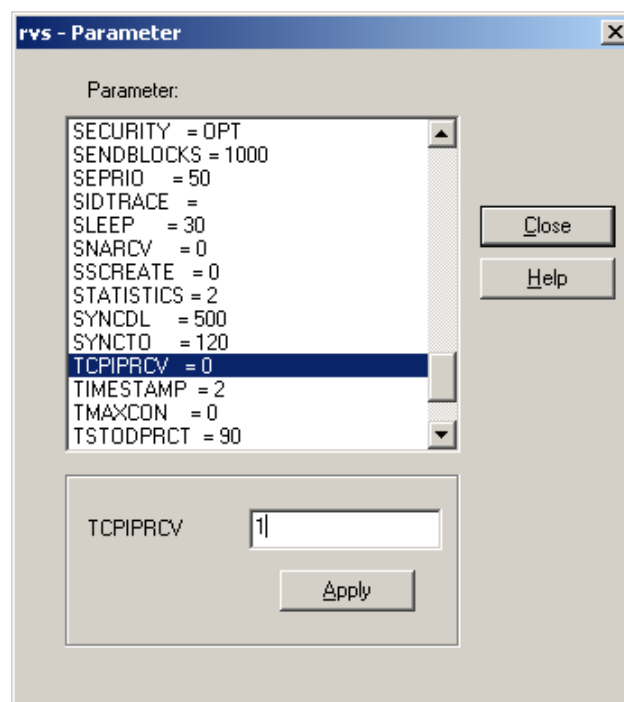 rvs - Parameter
Parameter:
SECURITY = OPT
SENDBLOCKS = 1000
SEPRIO = 50
SIDTRACE =
SLEEP = 30
SNARCV = 0
SSCREATE = 0
STATISTICS = 2
SYNCDL = 500
SYNCTO = 120
TCPIPRCV = 0
TIMESTAMP = 2
TMAXCON = 0
TSTODPRCT = 90
Close
Help
TCPIPRCV 1
Apply